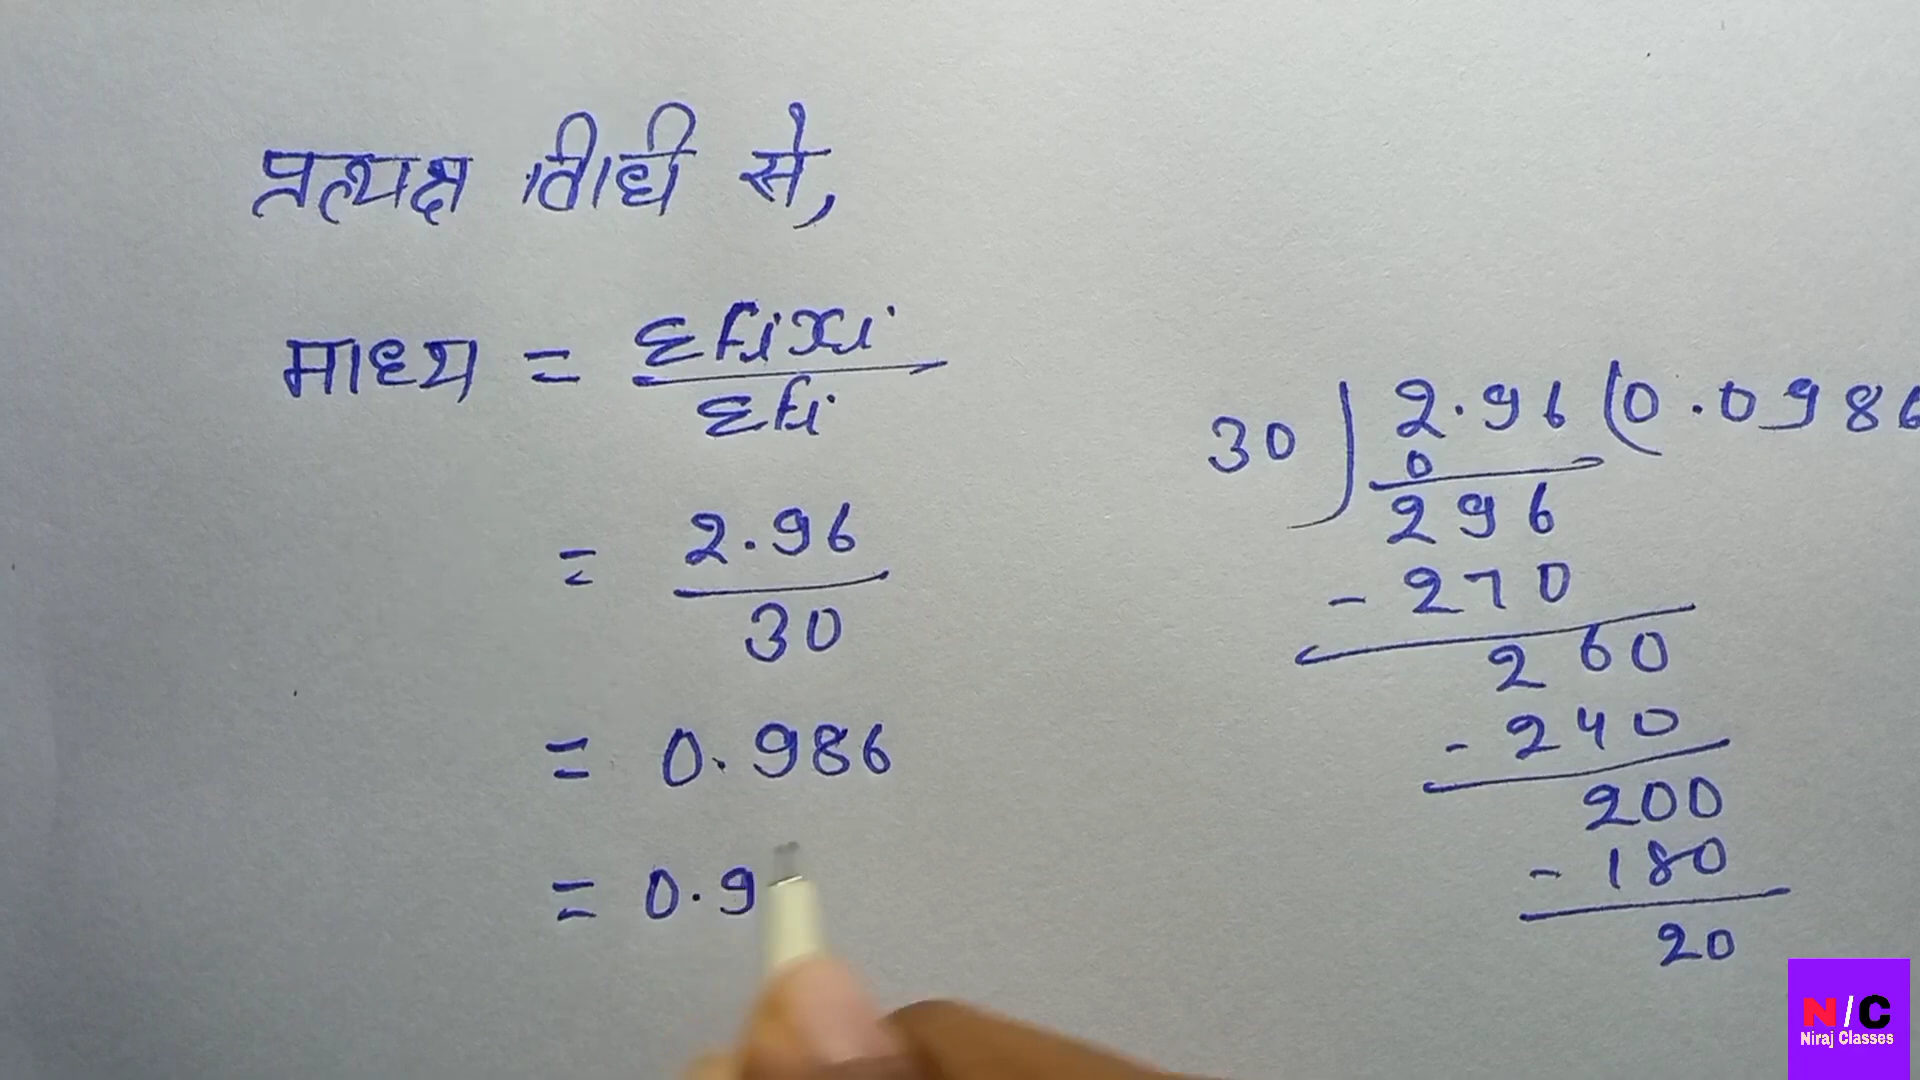 प्रत्यक्ष विधि से,
माध्य = Σfixi / Σfi
= 2.96 / 30
= 0.986
= 0.9
30 ) 2.96 ( 0.0986
0
296
- 270
260
- 240
200
- 180
20
N/C
Niraj Classes